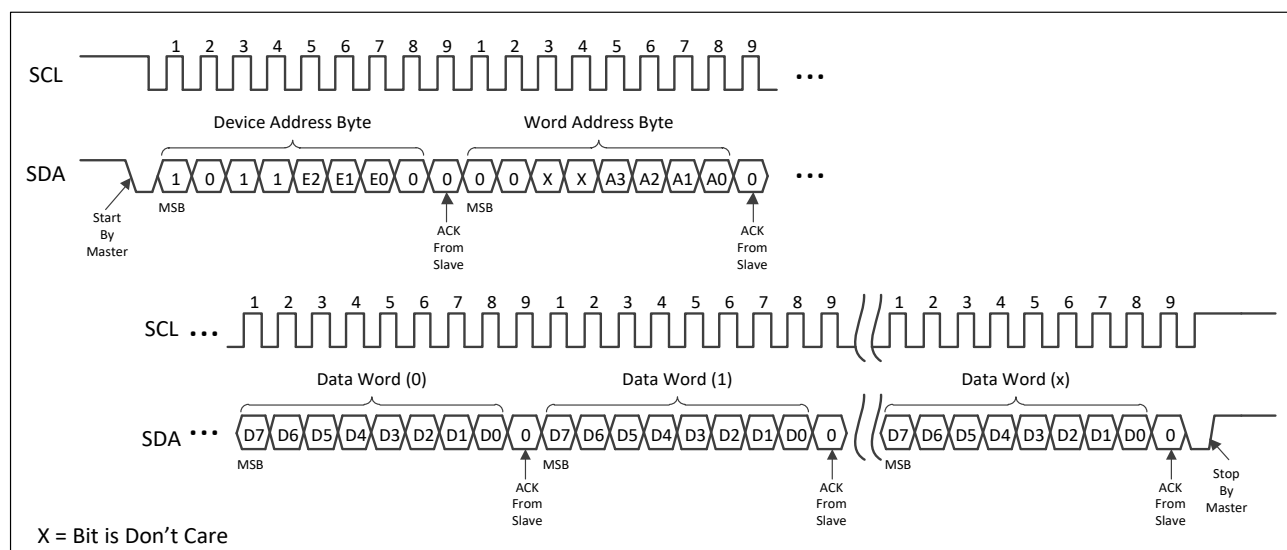 1 2 3 4 5 6 7 8 9 1 2 3 4 5 6 7 8 9
SCL •••
Device Address Byte Word Address Byte
SDA 1 0 1 1 E2 E1 E0 0 0 0 0 X X A3 A2 A1 A0 0 •••
MSB MSB
Start
By
Master
ACK
From
Slave
ACK
From
Slave
1 2 3 4 5 6 7 8 9 1 2 3 4 5 6 7 8 9 1 2 3 4 5 6 7 8 9
SCL •••
Data Word (0) Data Word (1) Data Word (x)
SDA ••• D7 D6 D5 D4 D3 D2 D1 D0 0 D7 D6 D5 D4 D3 D2 D1 D0 0 D7 D6 D5 D4 D3 D2 D1 D0 0
MSB MSB MSB
ACK
From
Slave
ACK
From
Slave
ACK
From
Slave
Stop
By
Master
X = Bit is Don’t Care